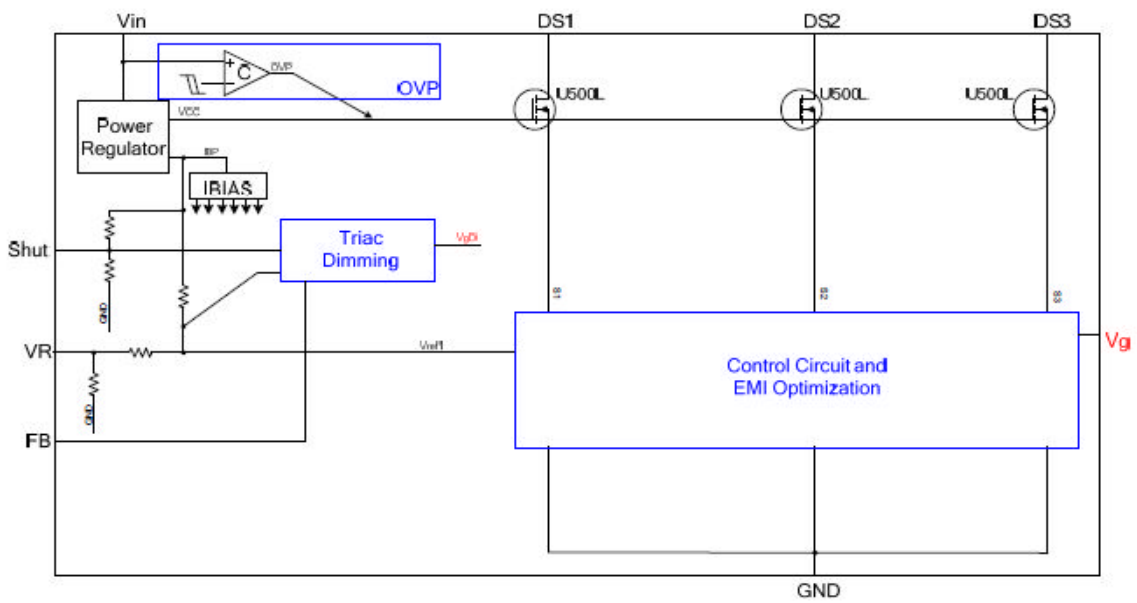 Vin
DS1
DS2
DS3
+
C
OVP
OVP
U500L
U500L
U500L
VCC
Power
Regulator
BP
IBIAS
Shut
Triac
Dimming
GND
S1
S2
S3
VR
Vref1
Vg
Control Circuit and
EMI Optimization
GND
FB
GND